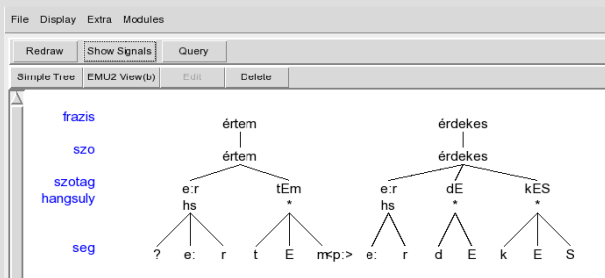 File Display Extra Modules
Redraw Show Signals Query
Simple Tree EMU2 View(b) Edit Delete
frazis értem érdekes
szo értem érdekes
szotag e:r tEm e:r dE kES
hangsuly hs * hs * *
seg ? e: r t E m<p:> e: r d E k E S